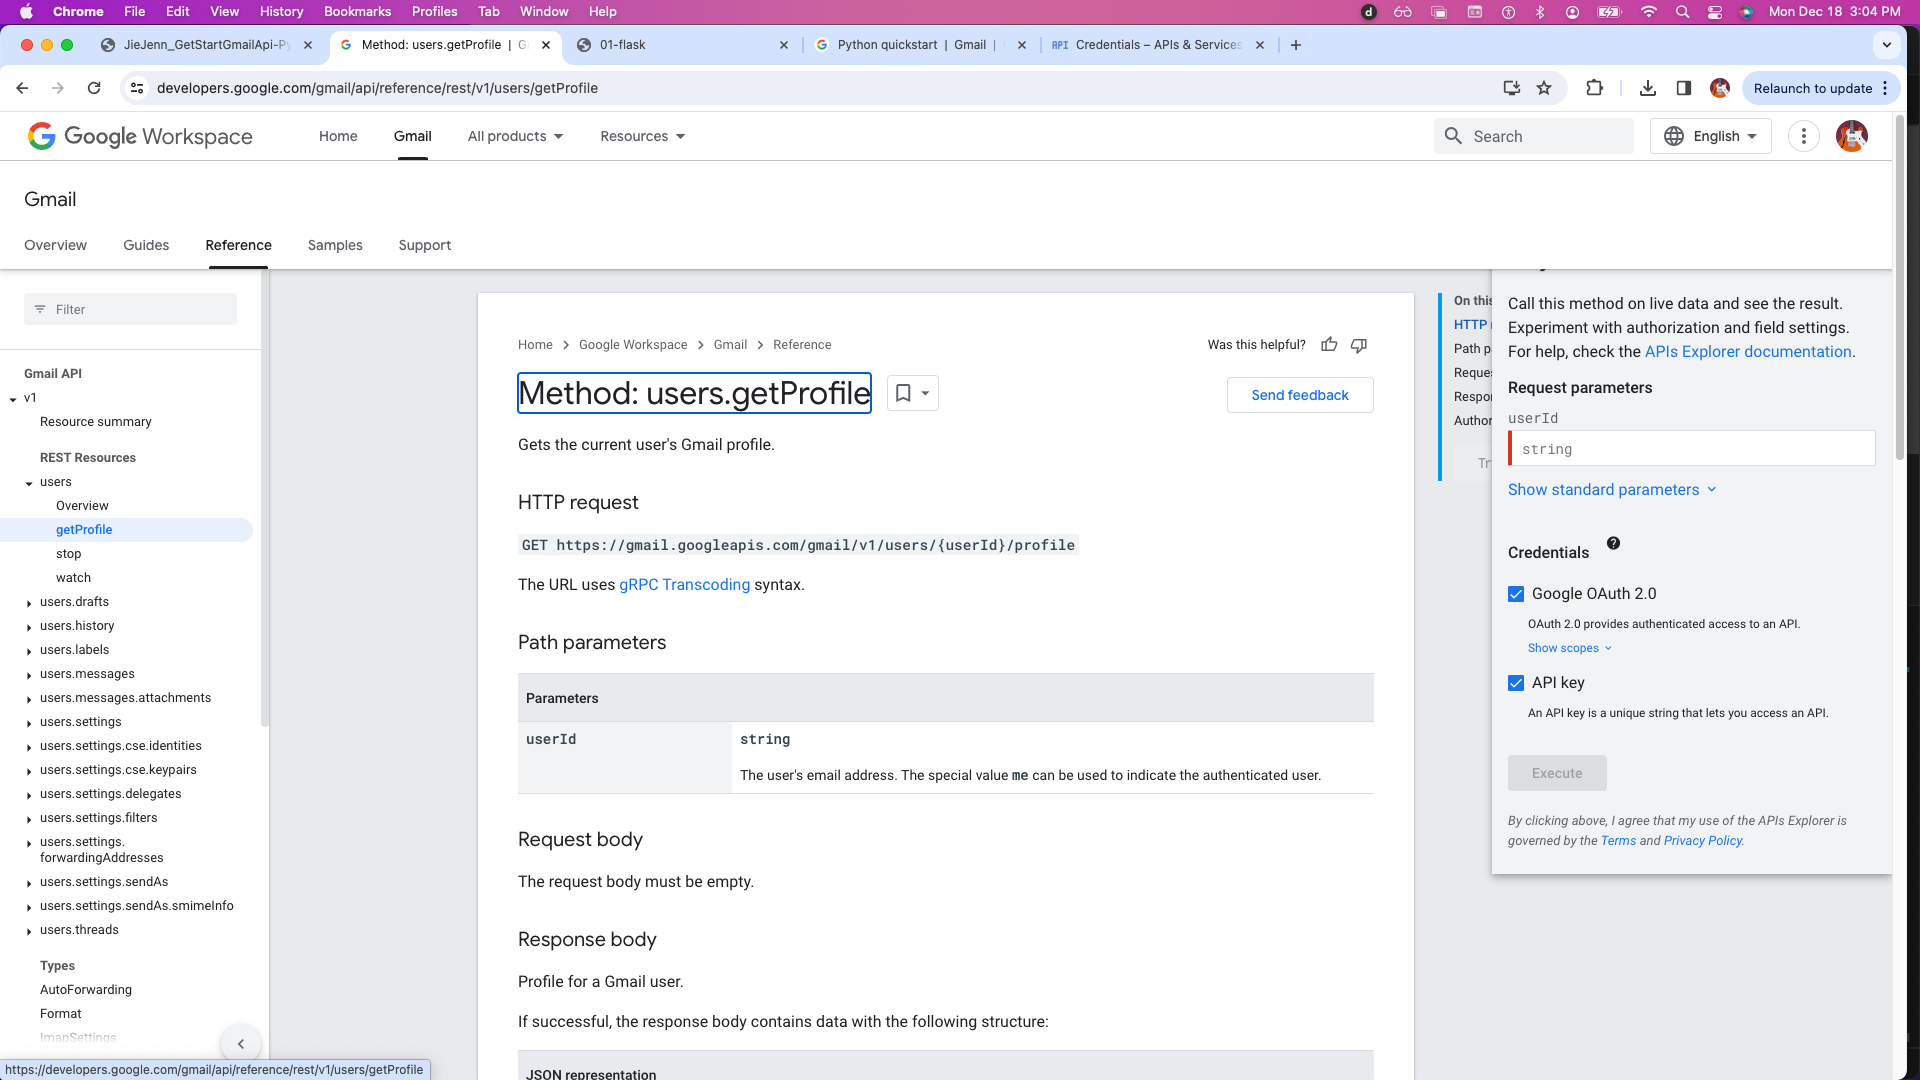 Chrome File Edit View History Bookmarks Profiles Tab Window Help Mon Dec 18 3:04 PM
JieJenn_GetStartGmailApi-Py Method: users.getProfile | G 01-flask Python quickstart | Gmail | Credentials – APIs & Services
developers.google.com/gmail/api/reference/rest/v1/users/getProfile Relaunch to update
Google Workspace Home Gmail All products Resources Search English
Gmail
Overview Guides Reference Samples Support
Filter
Gmail API
v1
Resource summary
REST Resources
users
Overview
getProfile
stop
watch
users.drafts
users.history
users.labels
users.messages
users.messages.attachments
users.settings
users.settings.cse.identities
users.settings.cse.keypairs
users.settings.delegates
users.settings.filters
users.settings.
forwardingAddresses
users.settings.sendAs
users.settings.sendAs.smimeInfo
users.threads
Types
AutoForwarding
Format
ImapSettings
https://developers.google.com/gmail/api/reference/rest/v1/users/getProfile
Home Google Workspace Gmail Reference
Was this helpful?
Method: users.getProfile
Send feedback
Gets the current user's Gmail profile.
HTTP request
GET https://gmail.googleapis.com/gmail/v1/users/{userId}/profile
The URL uses gRPC Transcoding syntax.
Path parameters
Parameters
userId string
The user's email address. The special value me can be used to indicate the authenticated user.
Request body
The request body must be empty.
Response body
Profile for a Gmail user.
If successful, the response body contains data with the following structure:
JSON representation
On this
HTTP
Path p
Reques
Respon
Author
Tr
Call this method on live data and see the result.
Experiment with authorization and field settings.
For help, check the APIs Explorer documentation.
Request parameters
userId
string
Show standard parameters
Credentials
Google OAuth 2.0
OAuth 2.0 provides authenticated access to an API.
Show scopes
API key
An API key is a unique string that lets you access an API.
Execute
By clicking above, I agree that my use of the APIs Explorer is
governed by the Terms and Privacy Policy.